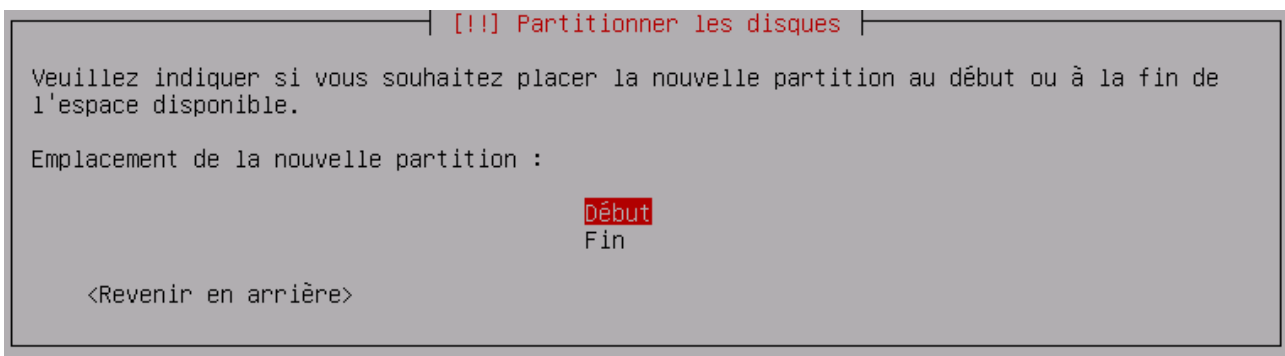 [!!] Partitionner les disques
Veuillez indiquer si vous souhaitez placer la nouvelle partition au début ou à la fin de
l'espace disponible.
Emplacement de la nouvelle partition :
Début
Fin
<Revenir en arrière>